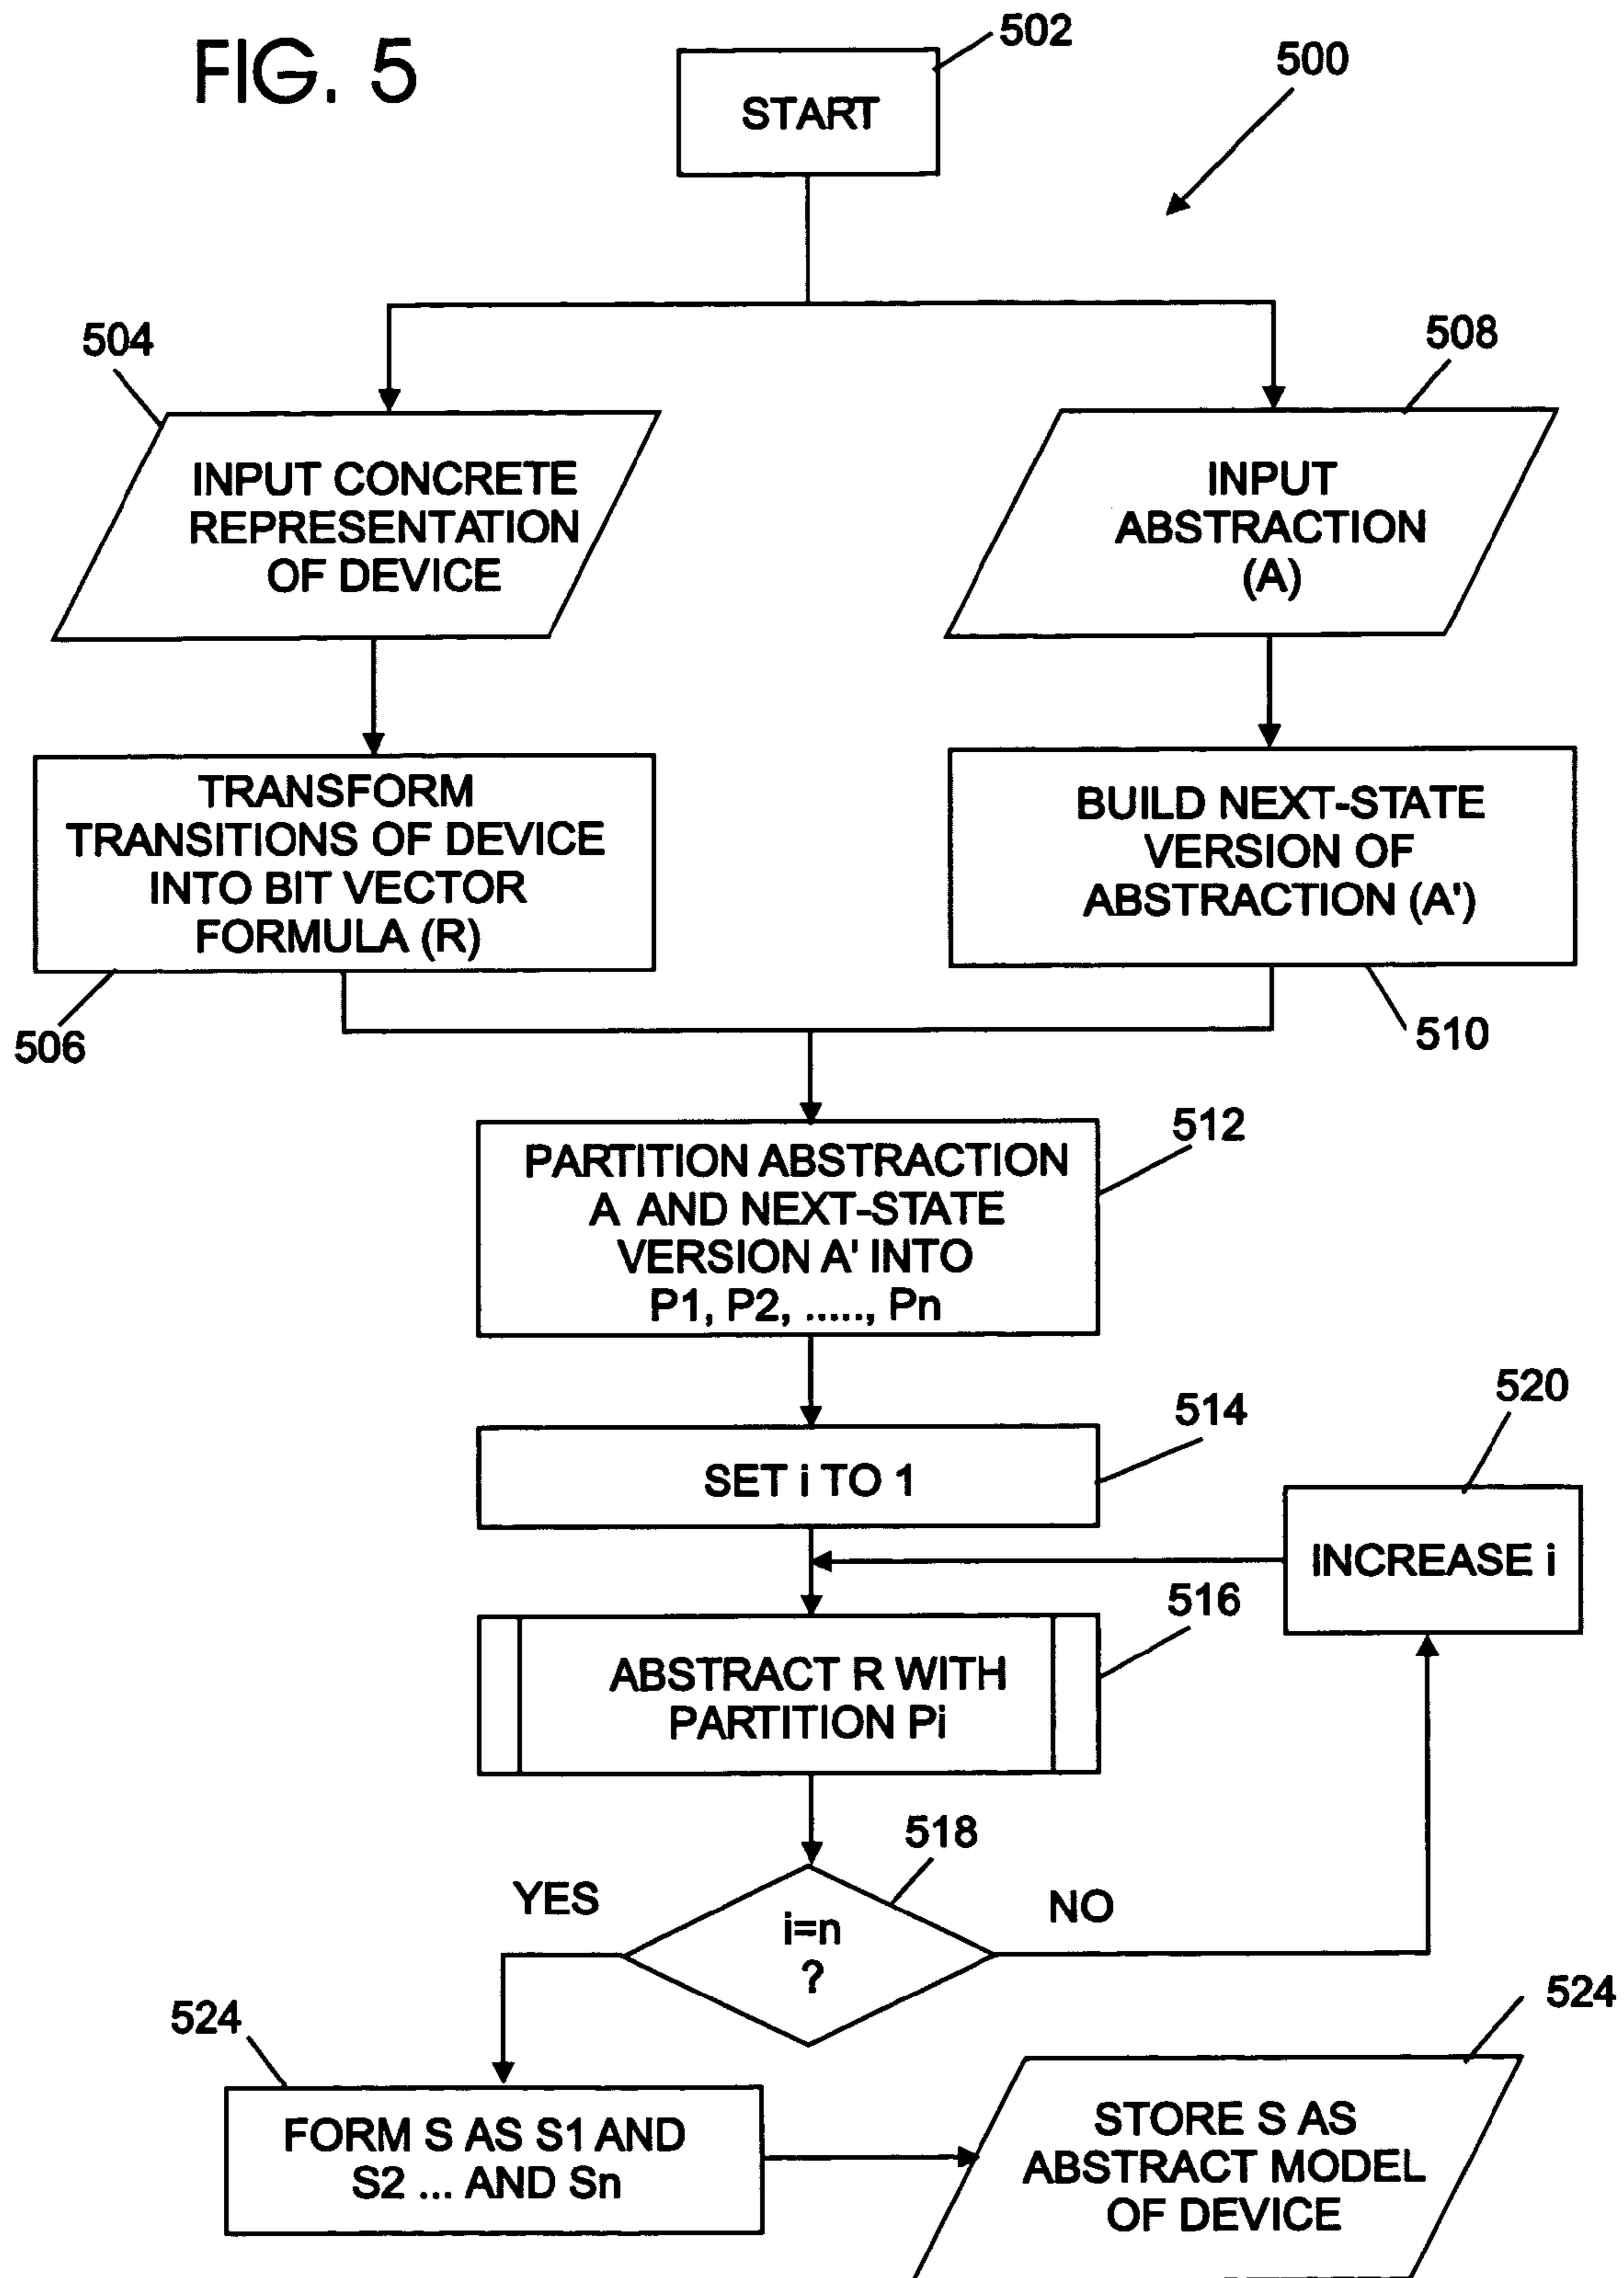 FIG. 5
502
500
START
504
508
INPUT CONCRETE
REPRESENTATION
OF DEVICE
INPUT
ABSTRACTION
(A)
TRANSFORM
TRANSITIONS OF DEVICE
INTO BIT VECTOR
FORMULA (R)
BUILD NEXT-STATE
VERSION OF
ABSTRACTION (A')
506
510
512
PARTITION ABSTRACTION
A AND NEXT-STATE
VERSION A' INTO
P1, P2, ....., Pn
514
SET i TO 1
520
INCREASE i
516
ABSTRACT R WITH
PARTITION Pi
518
YES
NO
i=n
?
524
FORM S AS S1 AND
S2 ... AND Sn
524
STORE S AS
ABSTRACT MODEL
OF DEVICE